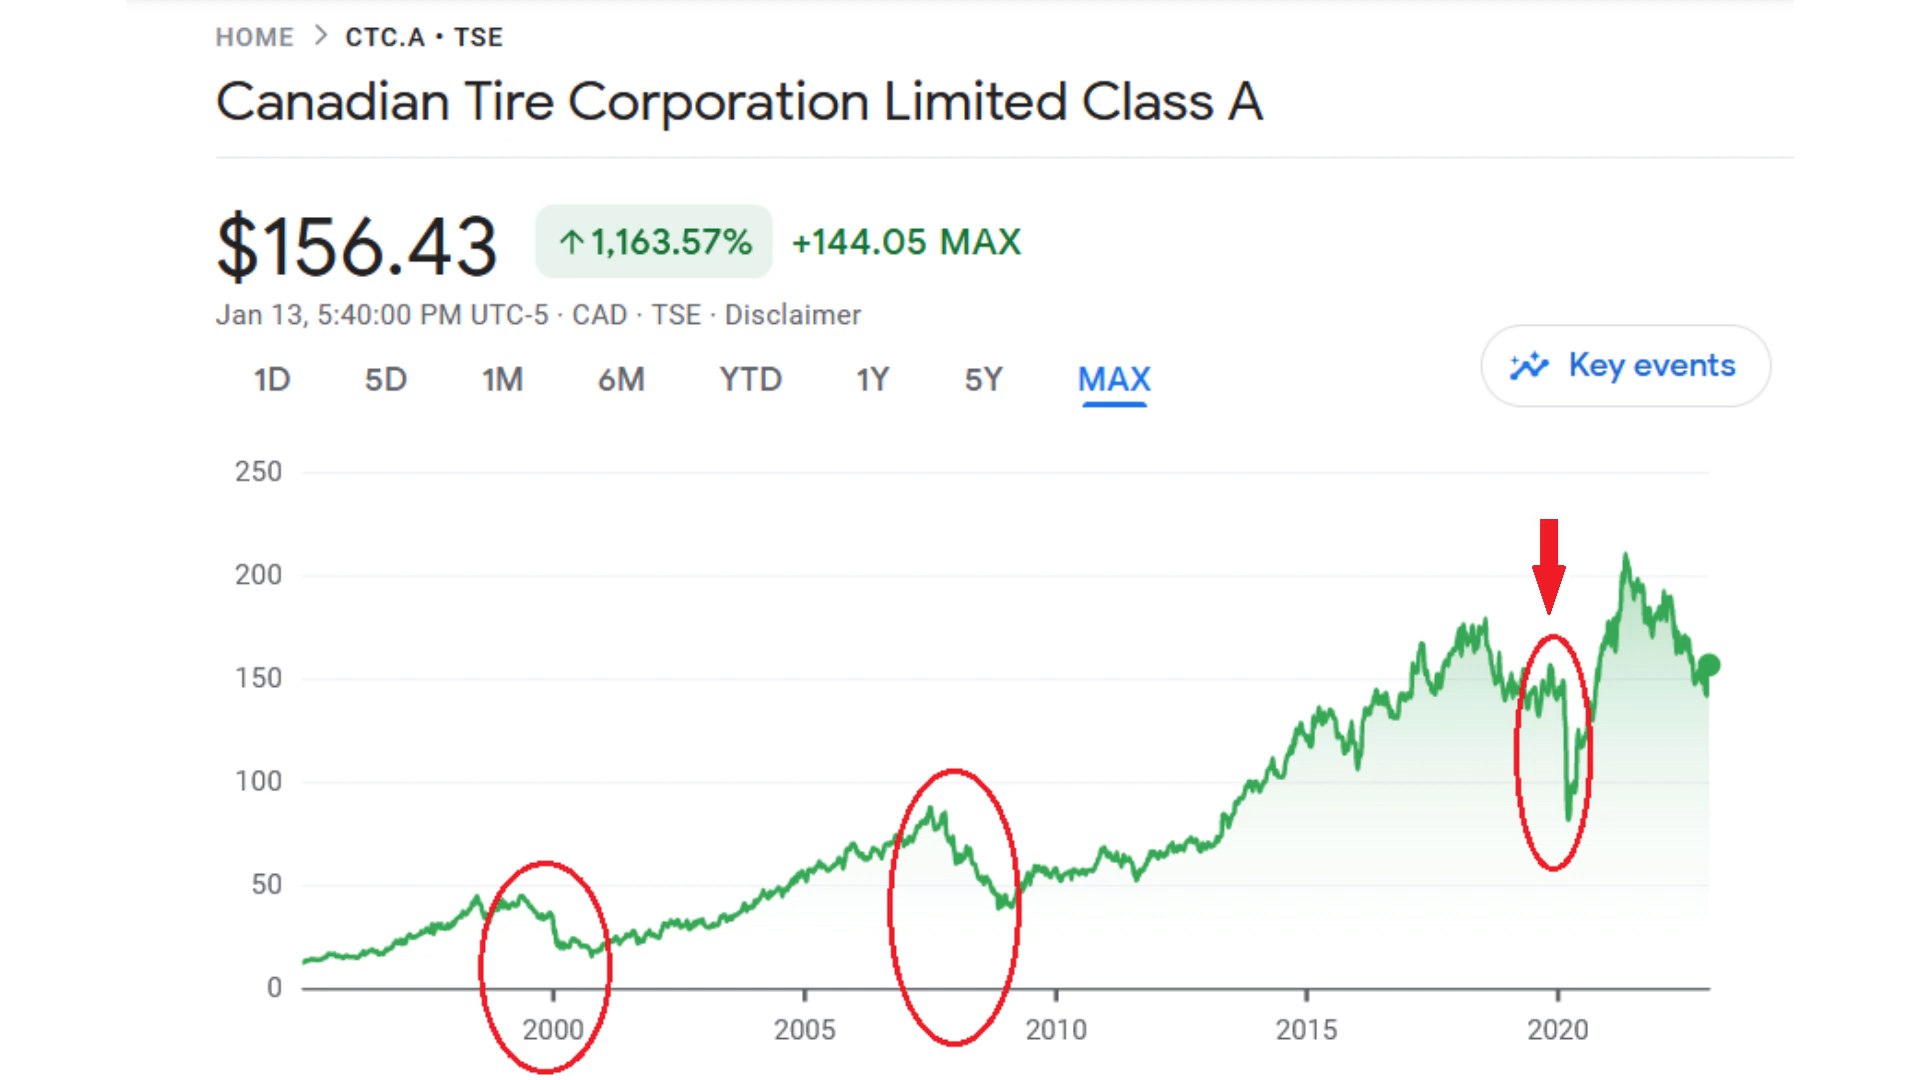 HOME > CTC.A • TSE
Canadian Tire Corporation Limited Class A
$156.43 ↑1,163.57% +144.05 MAX
Jan 13, 5:40:00 PM UTC-5 · CAD · TSE · Disclaimer
1D 5D 1M 6M YTD 1Y 5Y MAX
Key events
250
200
150
100
50
0
2000 2005 2010 2015 2020